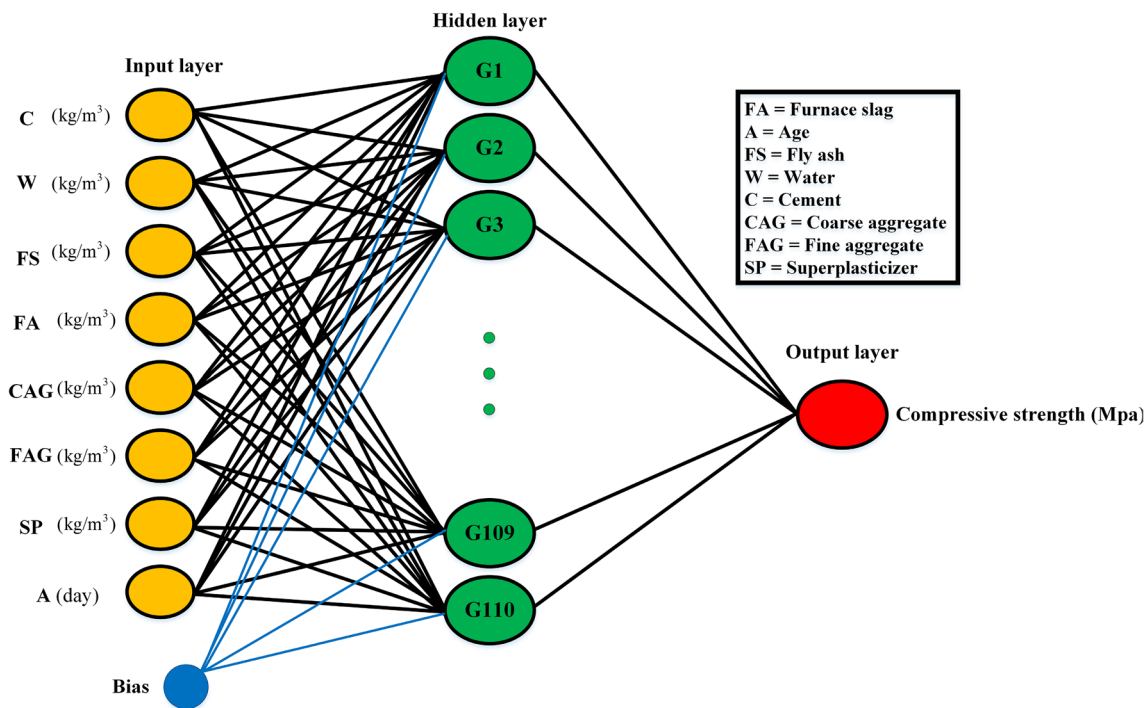 Hidden layer
Input layer
C (kg/m³)
W (kg/m³)
FS (kg/m³)
FA (kg/m³)
CAG (kg/m³)
FAG (kg/m³)
SP (kg/m³)
A (day)
Bias
G1
G2
G3
G109
G110
FA = Furnace slag
A = Age
FS = Fly ash
W = Water
C = Cement
CAG = Coarse aggregate
FAG = Fine aggregate
SP = Superplasticizer
Output layer
Compressive strength (Mpa)